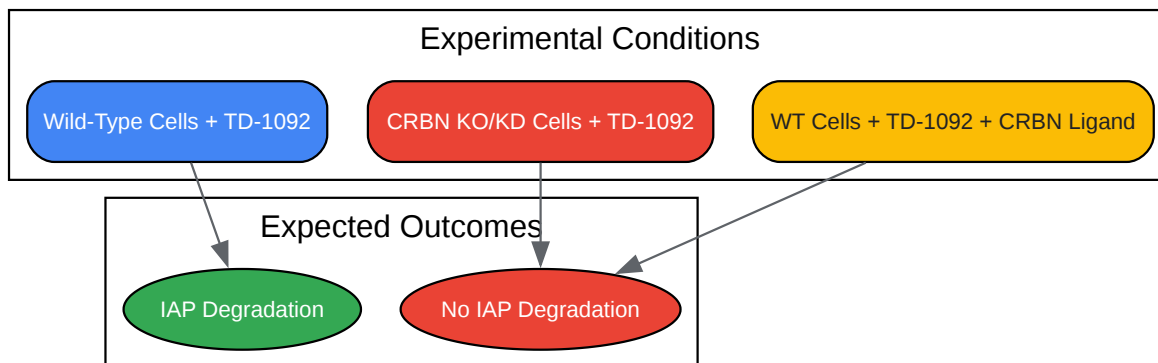 Experimental Conditions
Wild-Type Cells + TD-1092
CRBN KO/KD Cells + TD-1092
WT Cells + TD-1092 + CRBN Ligand
Expected Outcomes
IAP Degradation
No IAP Degradation